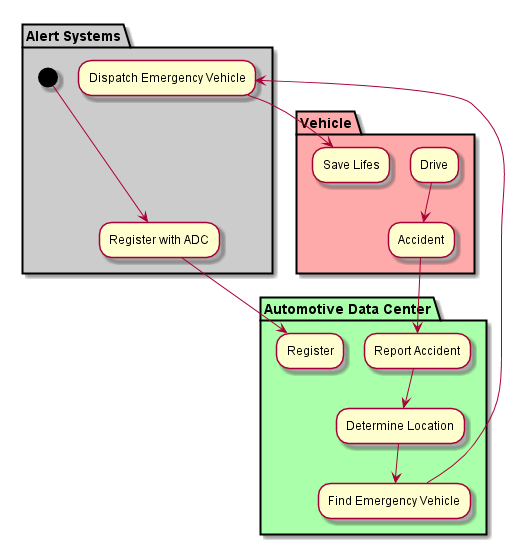 Alert Systems
Dispatch Emergency Vehicle
Register with ADC
Vehicle
Save Lifes
Drive
Accident
Automotive Data Center
Register
Report Accident
Determine Location
Find Emergency Vehicle